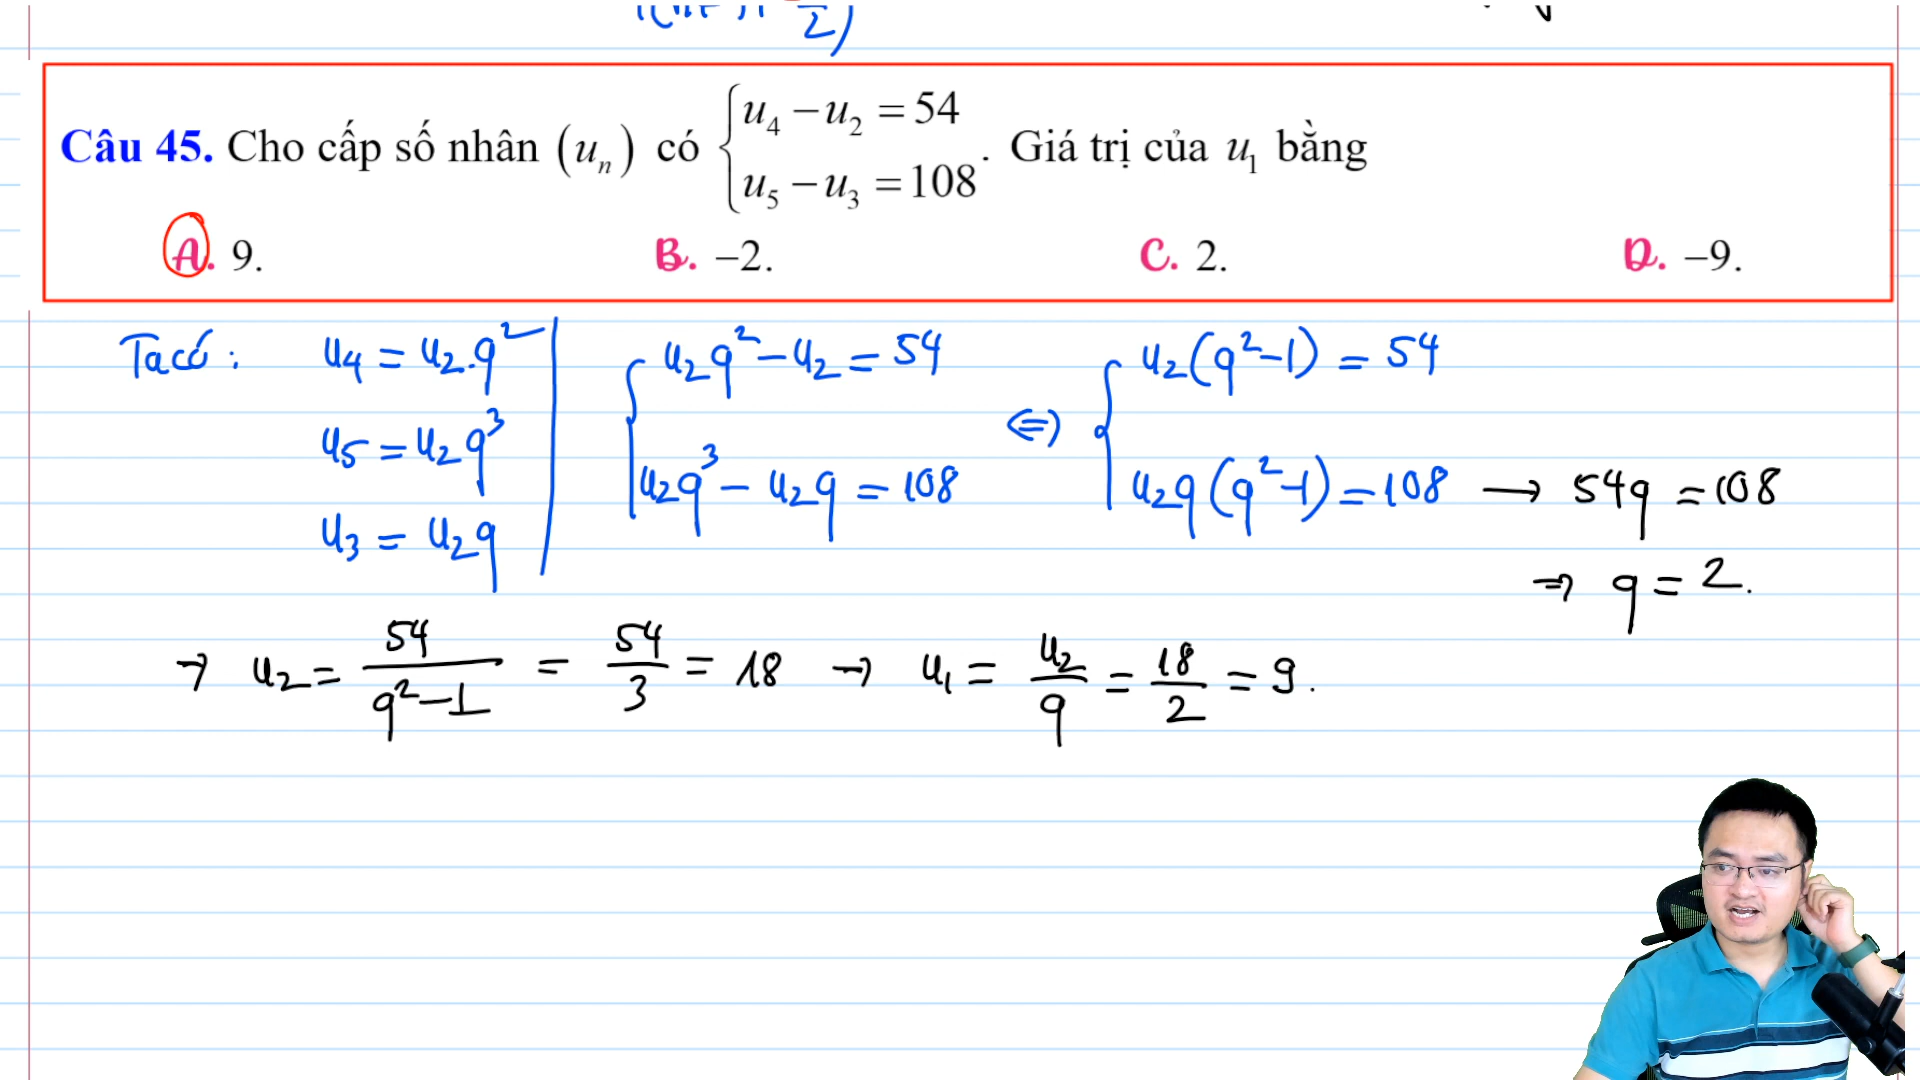 2)
Câu 45. Cho cấp số nhân (uₙ) có { u₄ − u₂ = 54
u₅ − u₃ = 108 . Giá trị của u₁ bằng
A. 9. B. −2. C. 2. D. −9.
Ta có: u₄ = u₂.q² | { u₂q² − u₂ = 54 ⇔ { u₂(q² − 1) = 54
u₅ = u₂q³ | u₂q³ − u₂q = 108 u₂q(q² − 1) = 108 → 54q = 108
u₃ = u₂q ⇒ q = 2.
→ u₂ = 54/(q² − 1) = 54/3 = 18 → u₁ = u₂/q = 18/2 = 9.